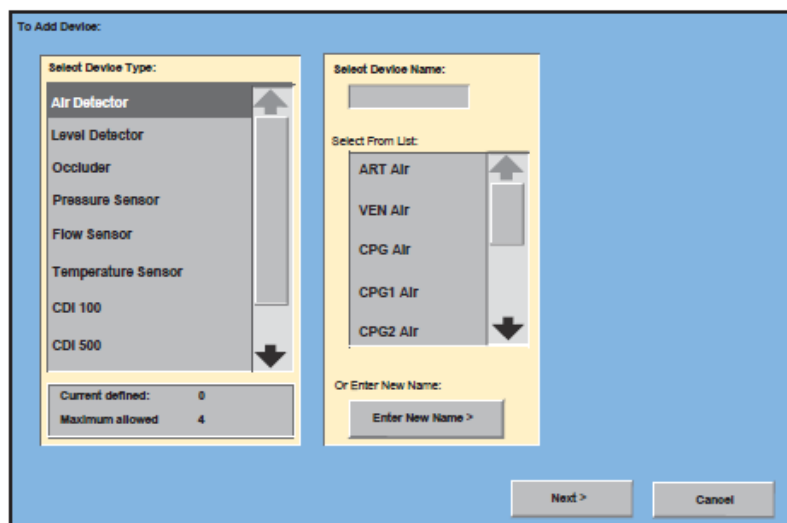 To Add Device:
Select Device Type:
Air Detector
Level Detector
Occluder
Pressure Sensor
Flow Sensor
Temperature Sensor
CDI 100
CDI 500
Current defined: 0
Maximum allowed 4
Select Device Name:
Select From List:
ART Air
VEN Air
CPG Air
CPG1 Air
CPG2 Air
Or Enter New Name:
Enter New Name >
Next >
Cancel